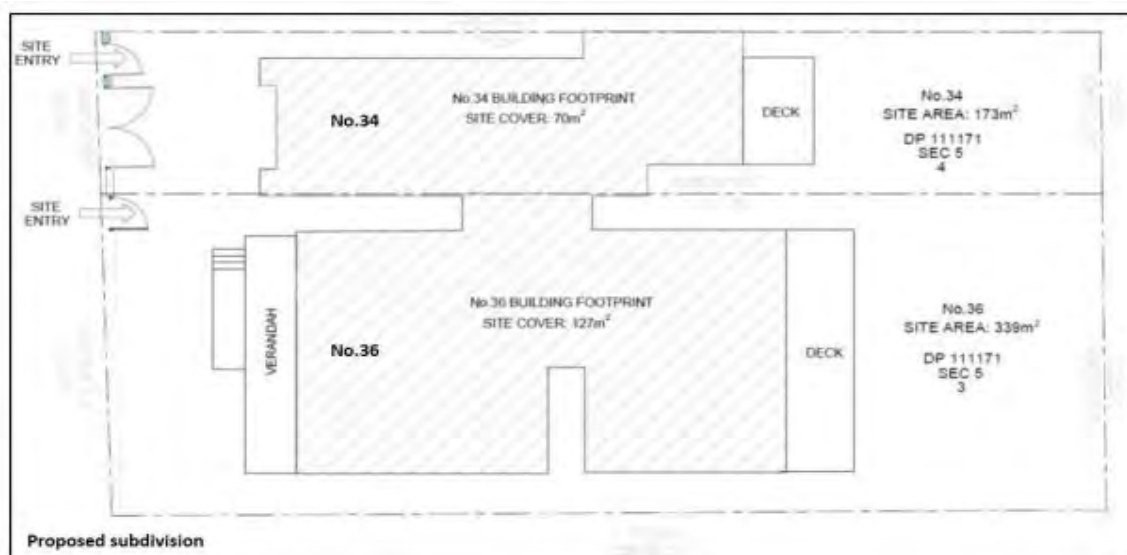 SITE
ENTRY
No.34
No.34 BUILDING FOOTPRINT
SITE COVER: 70m²
DECK
No.34
SITE AREA: 173m²
DP 111171
SEC 5
4
SITE
ENTRY
VERANDAH
No.36 BUILDING FOOTPRINT
SITE COVER: 127m²
No.36
DECK
No.36
SITE AREA: 339m²
DP 111171
SEC 5
3
Proposed subdivision